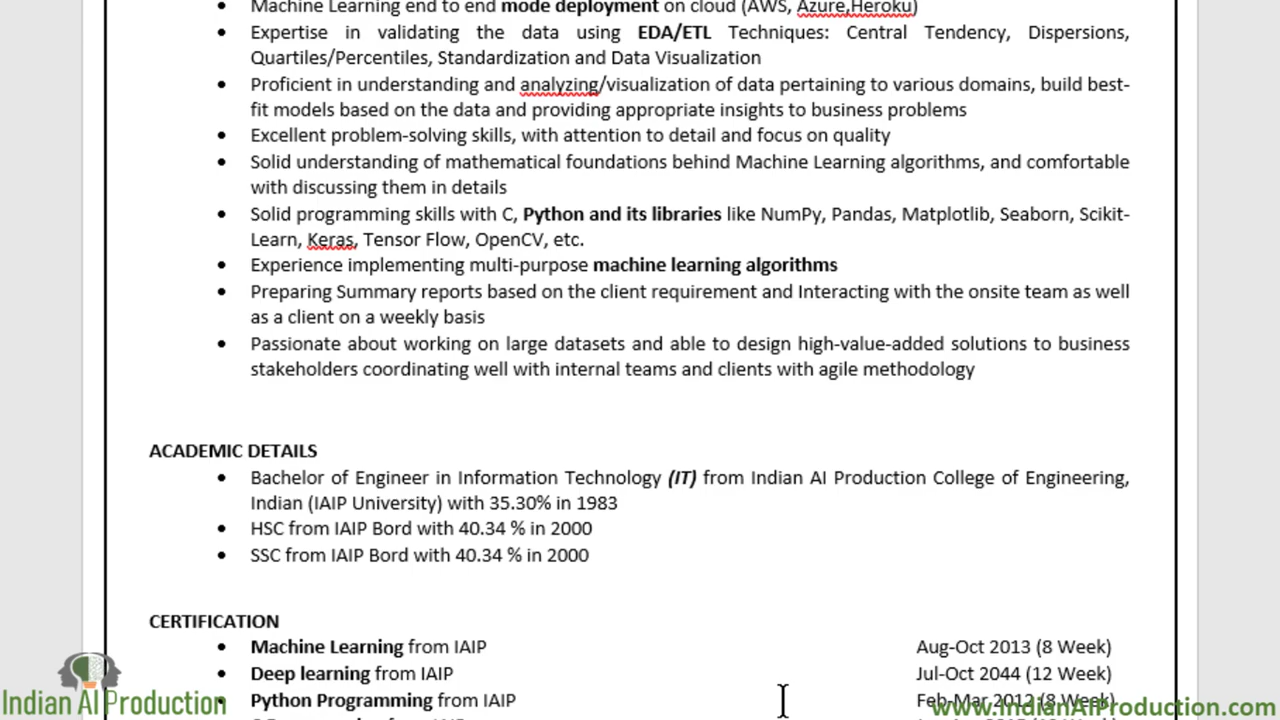 Machine Learning end to end mode deployment on cloud (AWS, Azure,Heroku)
Expertise in validating the data using EDA/ETL Techniques: Central Tendency, Dispersions,
Quartiles/Percentiles, Standardization and Data Visualization
Proficient in understanding and analyzing/visualization of data pertaining to various domains, build best-
fit models based on the data and providing appropriate insights to business problems
Excellent problem-solving skills, with attention to detail and focus on quality
Solid understanding of mathematical foundations behind Machine Learning algorithms, and comfortable
with discussing them in details
Solid programming skills with C, Python and its libraries like NumPy, Pandas, Matplotlib, Seaborn, Scikit-
Learn, Keras, Tensor Flow, OpenCV, etc.
Experience implementing multi-purpose machine learning algorithms
Preparing Summary reports based on the client requirement and Interacting with the onsite team as well
as a client on a weekly basis
Passionate about working on large datasets and able to design high-value-added solutions to business
stakeholders coordinating well with internal teams and clients with agile methodology
ACADEMIC DETAILS
Bachelor of Engineer in Information Technology (IT) from Indian AI Production College of Engineering,
Indian (IAIP University) with 35.30% in 1983
HSC from IAIP Bord with 40.34 % in 2000
SSC from IAIP Bord with 40.34 % in 2000
CERTIFICATION
Machine Learning from IAIP Aug-Oct 2013 (8 Week)
Deep learning from IAIP Jul-Oct 2044 (12 Week)
Python Programming from IAIP Feb-Mar 2012 (8 Week)
Indian AI Production
www.IndianAIProduction.com